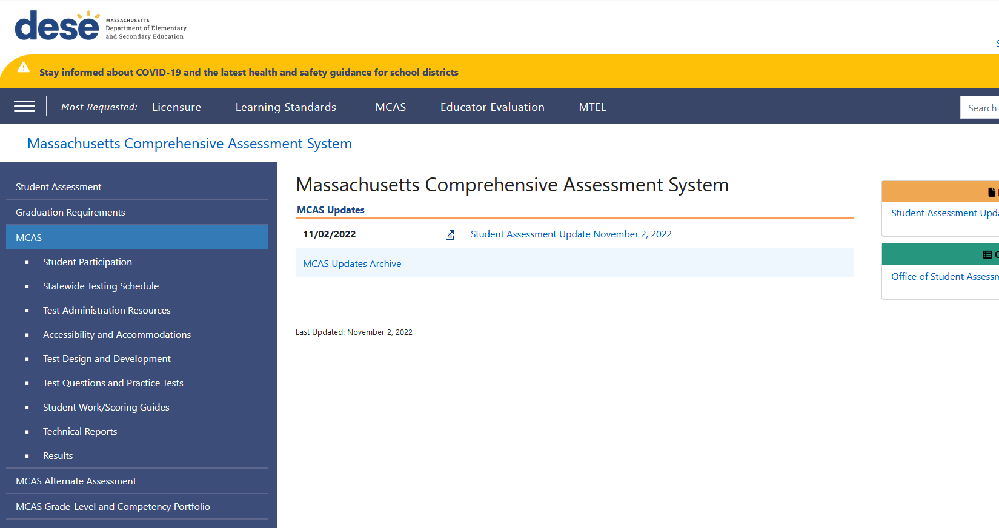 dese
MASSACHUSETTS
Department of Elementary
and Secondary Education
Stay informed about COVID-19 and the latest health and safety guidance for school districts
Most Requested: Licensure Learning Standards MCAS Educator Evaluation MTEL
Search
Massachusetts Comprehensive Assessment System
Student Assessment
Graduation Requirements
MCAS
Student Participation
Statewide Testing Schedule
Test Administration Resources
Accessibility and Accommodations
Test Design and Development
Test Questions and Practice Tests
Student Work/Scoring Guides
Technical Reports
Results
MCAS Alternate Assessment
MCAS Grade-Level and Competency Portfolio
Massachusetts Comprehensive Assessment System
MCAS Updates
11/02/2022 Student Assessment Update November 2, 2022
MCAS Updates Archive
Last Updated: November 2, 2022
Student Assessment
Office of Student